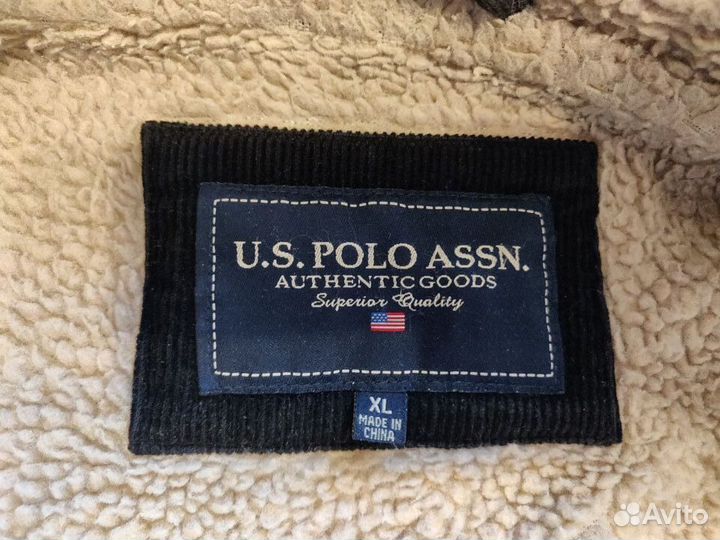 U.S. POLO ASSN.
AUTHENTIC GOODS
Superior Quality
XL
MADE IN
CHINA
Avito